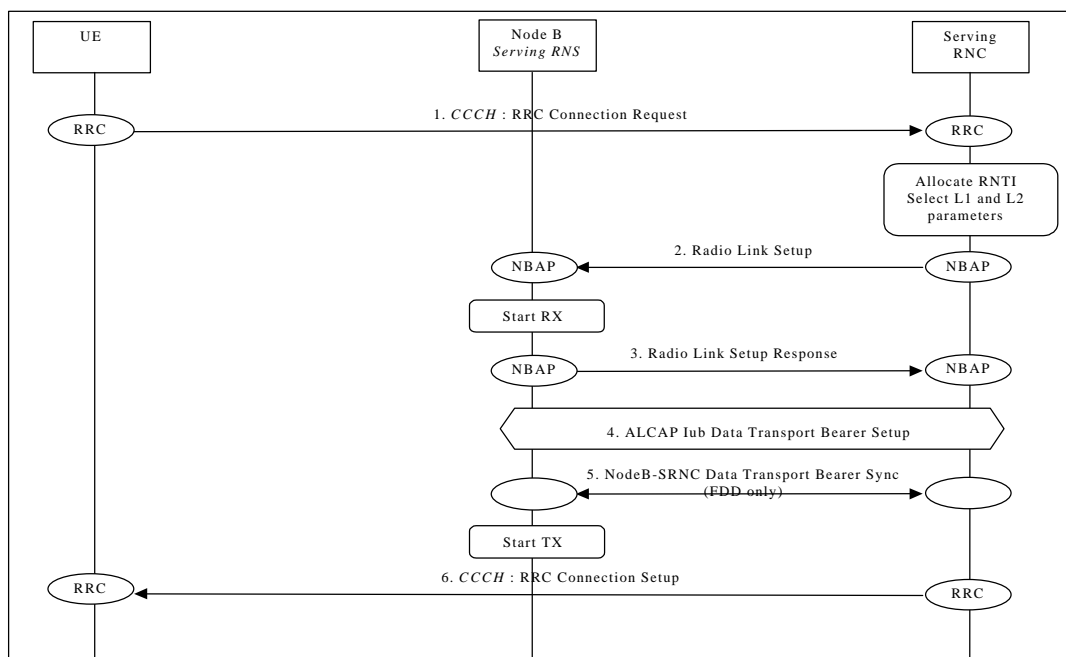 UE
Node B
Serving RNS
Serving
RNC
1. CCCH : RRC Connection Request
RRC
RRC
Allocate RNTI
Select L1 and L2
parameters
2. Radio Link Setup
NBAP
NBAP
Start RX
3. Radio Link Setup Response
NBAP
NBAP
4. ALCAP Iub Data Transport Bearer Setup
5. NodeB-SRNC Data Transport Bearer Sync
(FDD only)
Start TX
6. CCCH : RRC Connection Setup
RRC
RRC